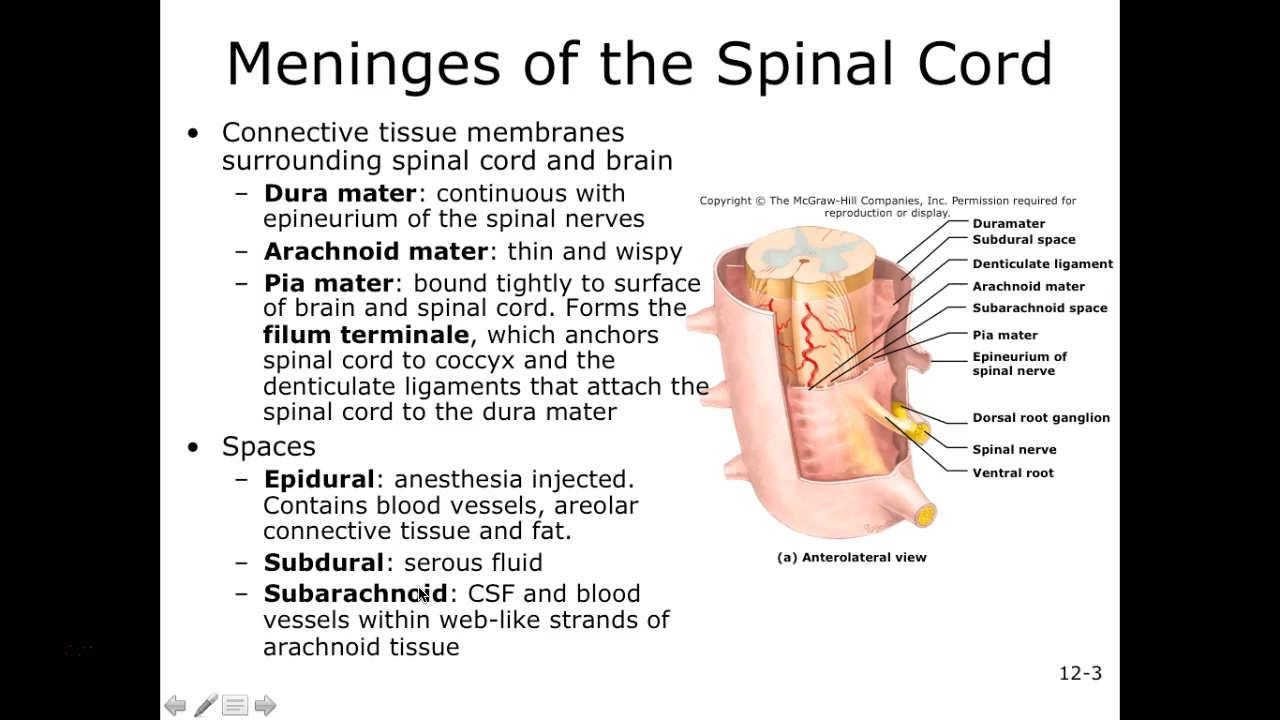 Meninges of the Spinal Cord
• Connective tissue membranes
surrounding spinal cord and brain
– Dura mater: continuous with
epineurium of the spinal nerves
– Arachnoid mater: thin and wispy
– Pia mater: bound tightly to surface
of brain and spinal cord. Forms the
filum terminale, which anchors
spinal cord to coccyx and the
denticulate ligaments that attach the
spinal cord to the dura mater
• Spaces
– Epidural: anesthesia injected.
Contains blood vessels, areolar
connective tissue and fat.
– Subdural: serous fluid
– Subarachnoid: CSF and blood
vessels within web-like strands of
arachnoid tissue
Copyright © The McGraw-Hill Companies, Inc. Permission required for
reproduction or display.
Duramater
Subdural space
Denticulate ligament
Arachnoid mater
Subarachnoid space
Pia mater
Epineurium of
spinal nerve
Dorsal root ganglion
Spinal nerve
Ventral root
(a) Anterolateral view
12-3